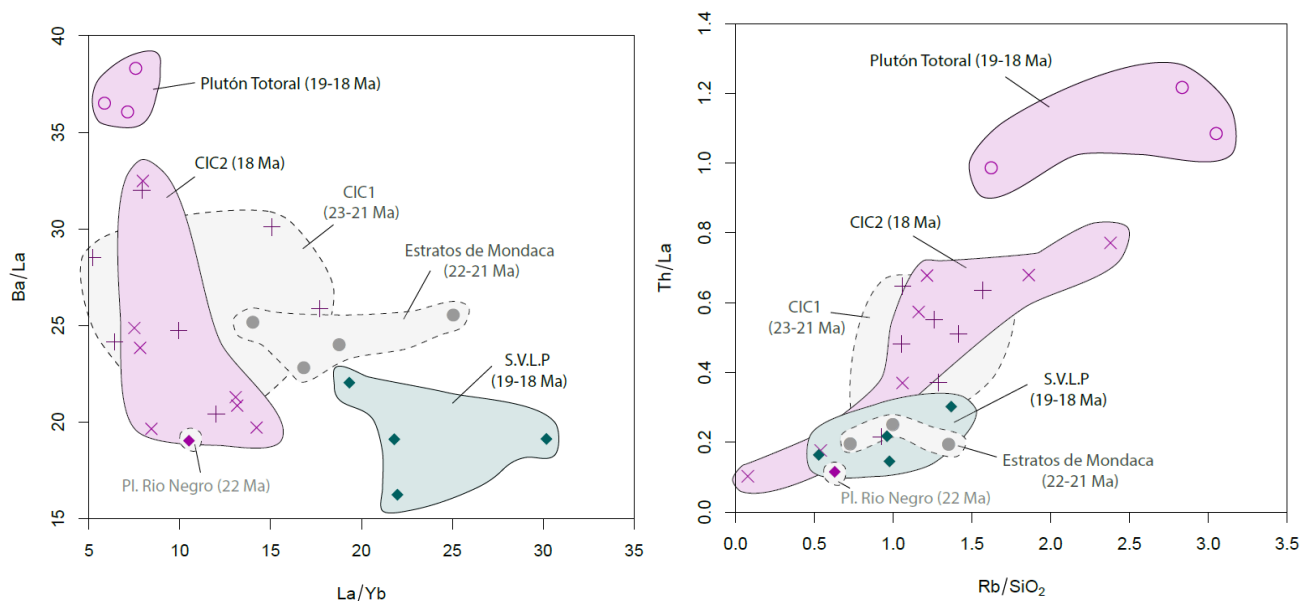 40
35
30
25
20
15
Ba/La
5
10
15
20
25
30
35
La/Yb
Plutón Totoral (19-18 Ma)
CIC2 (18 Ma)
CIC1
(23-21 Ma)
Estratos de Mondaca
(22-21 Ma)
S.V.L.P
(19-18 Ma)
Pl. Rio Negro (22 Ma)
1.4
1.2
1.0
0.8
0.6
0.4
0.2
0.0
Th/La
0.0
0.5
1.0
1.5
2.0
2.5
3.0
3.5
Rb/SiO₂
Plutón Totoral (19-18 Ma)
CIC2 (18 Ma)
CIC1
(23-21 Ma)
S.V.L.P
(19-18 Ma)
Estratos de Mondaca
(22-21 Ma)
Pl. Rio Negro (22 Ma)